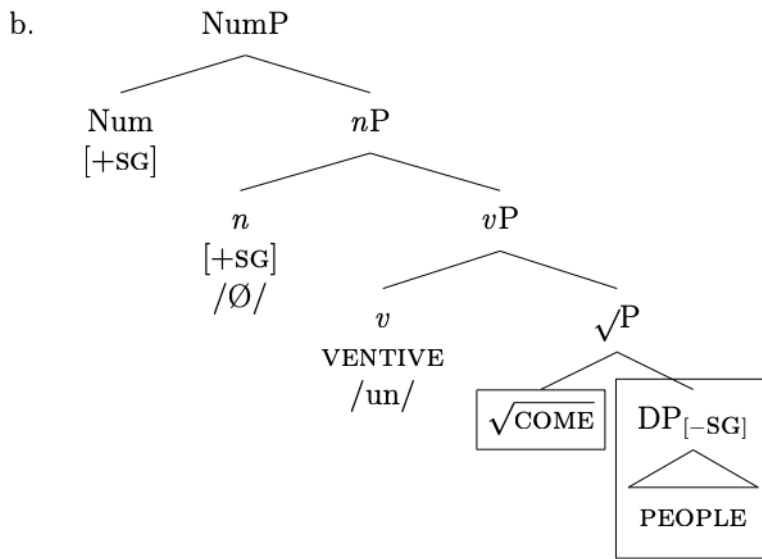 b. NumP
Num nP
[+SG]
n vP
[+SG]
/Ø/
v √P
VENTIVE
/un/
√COME DP[−SG]
PEOPLE